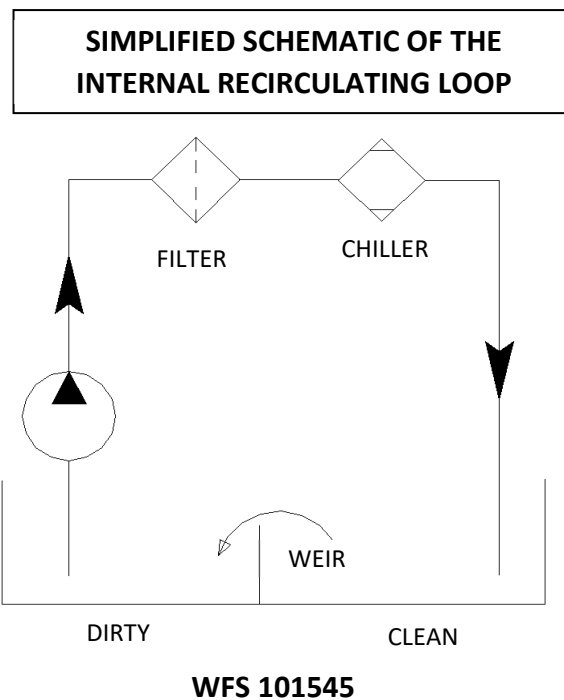 SIMPLIFIED SCHEMATIC OF THE
INTERNAL RECIRCULATING LOOP
FILTER
CHILLER
WEIR
DIRTY
CLEAN
WFS 101545